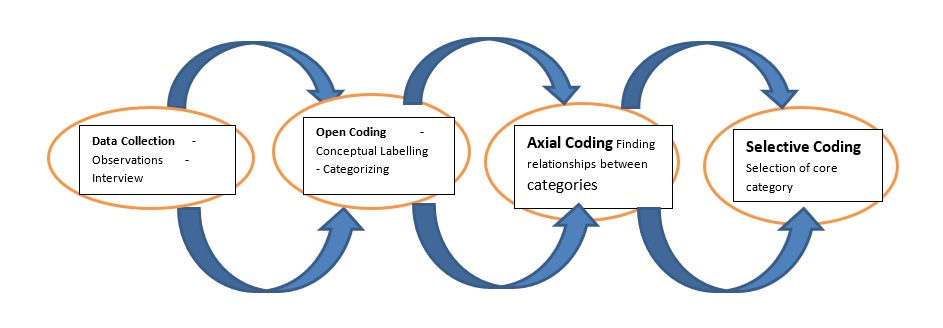 Data Collection -
Observations -
Interview
Open Coding -
Conceptual Labelling
- Categorizing
Axial Coding Finding
relationships between
categories
Selective Coding
Selection of core
category